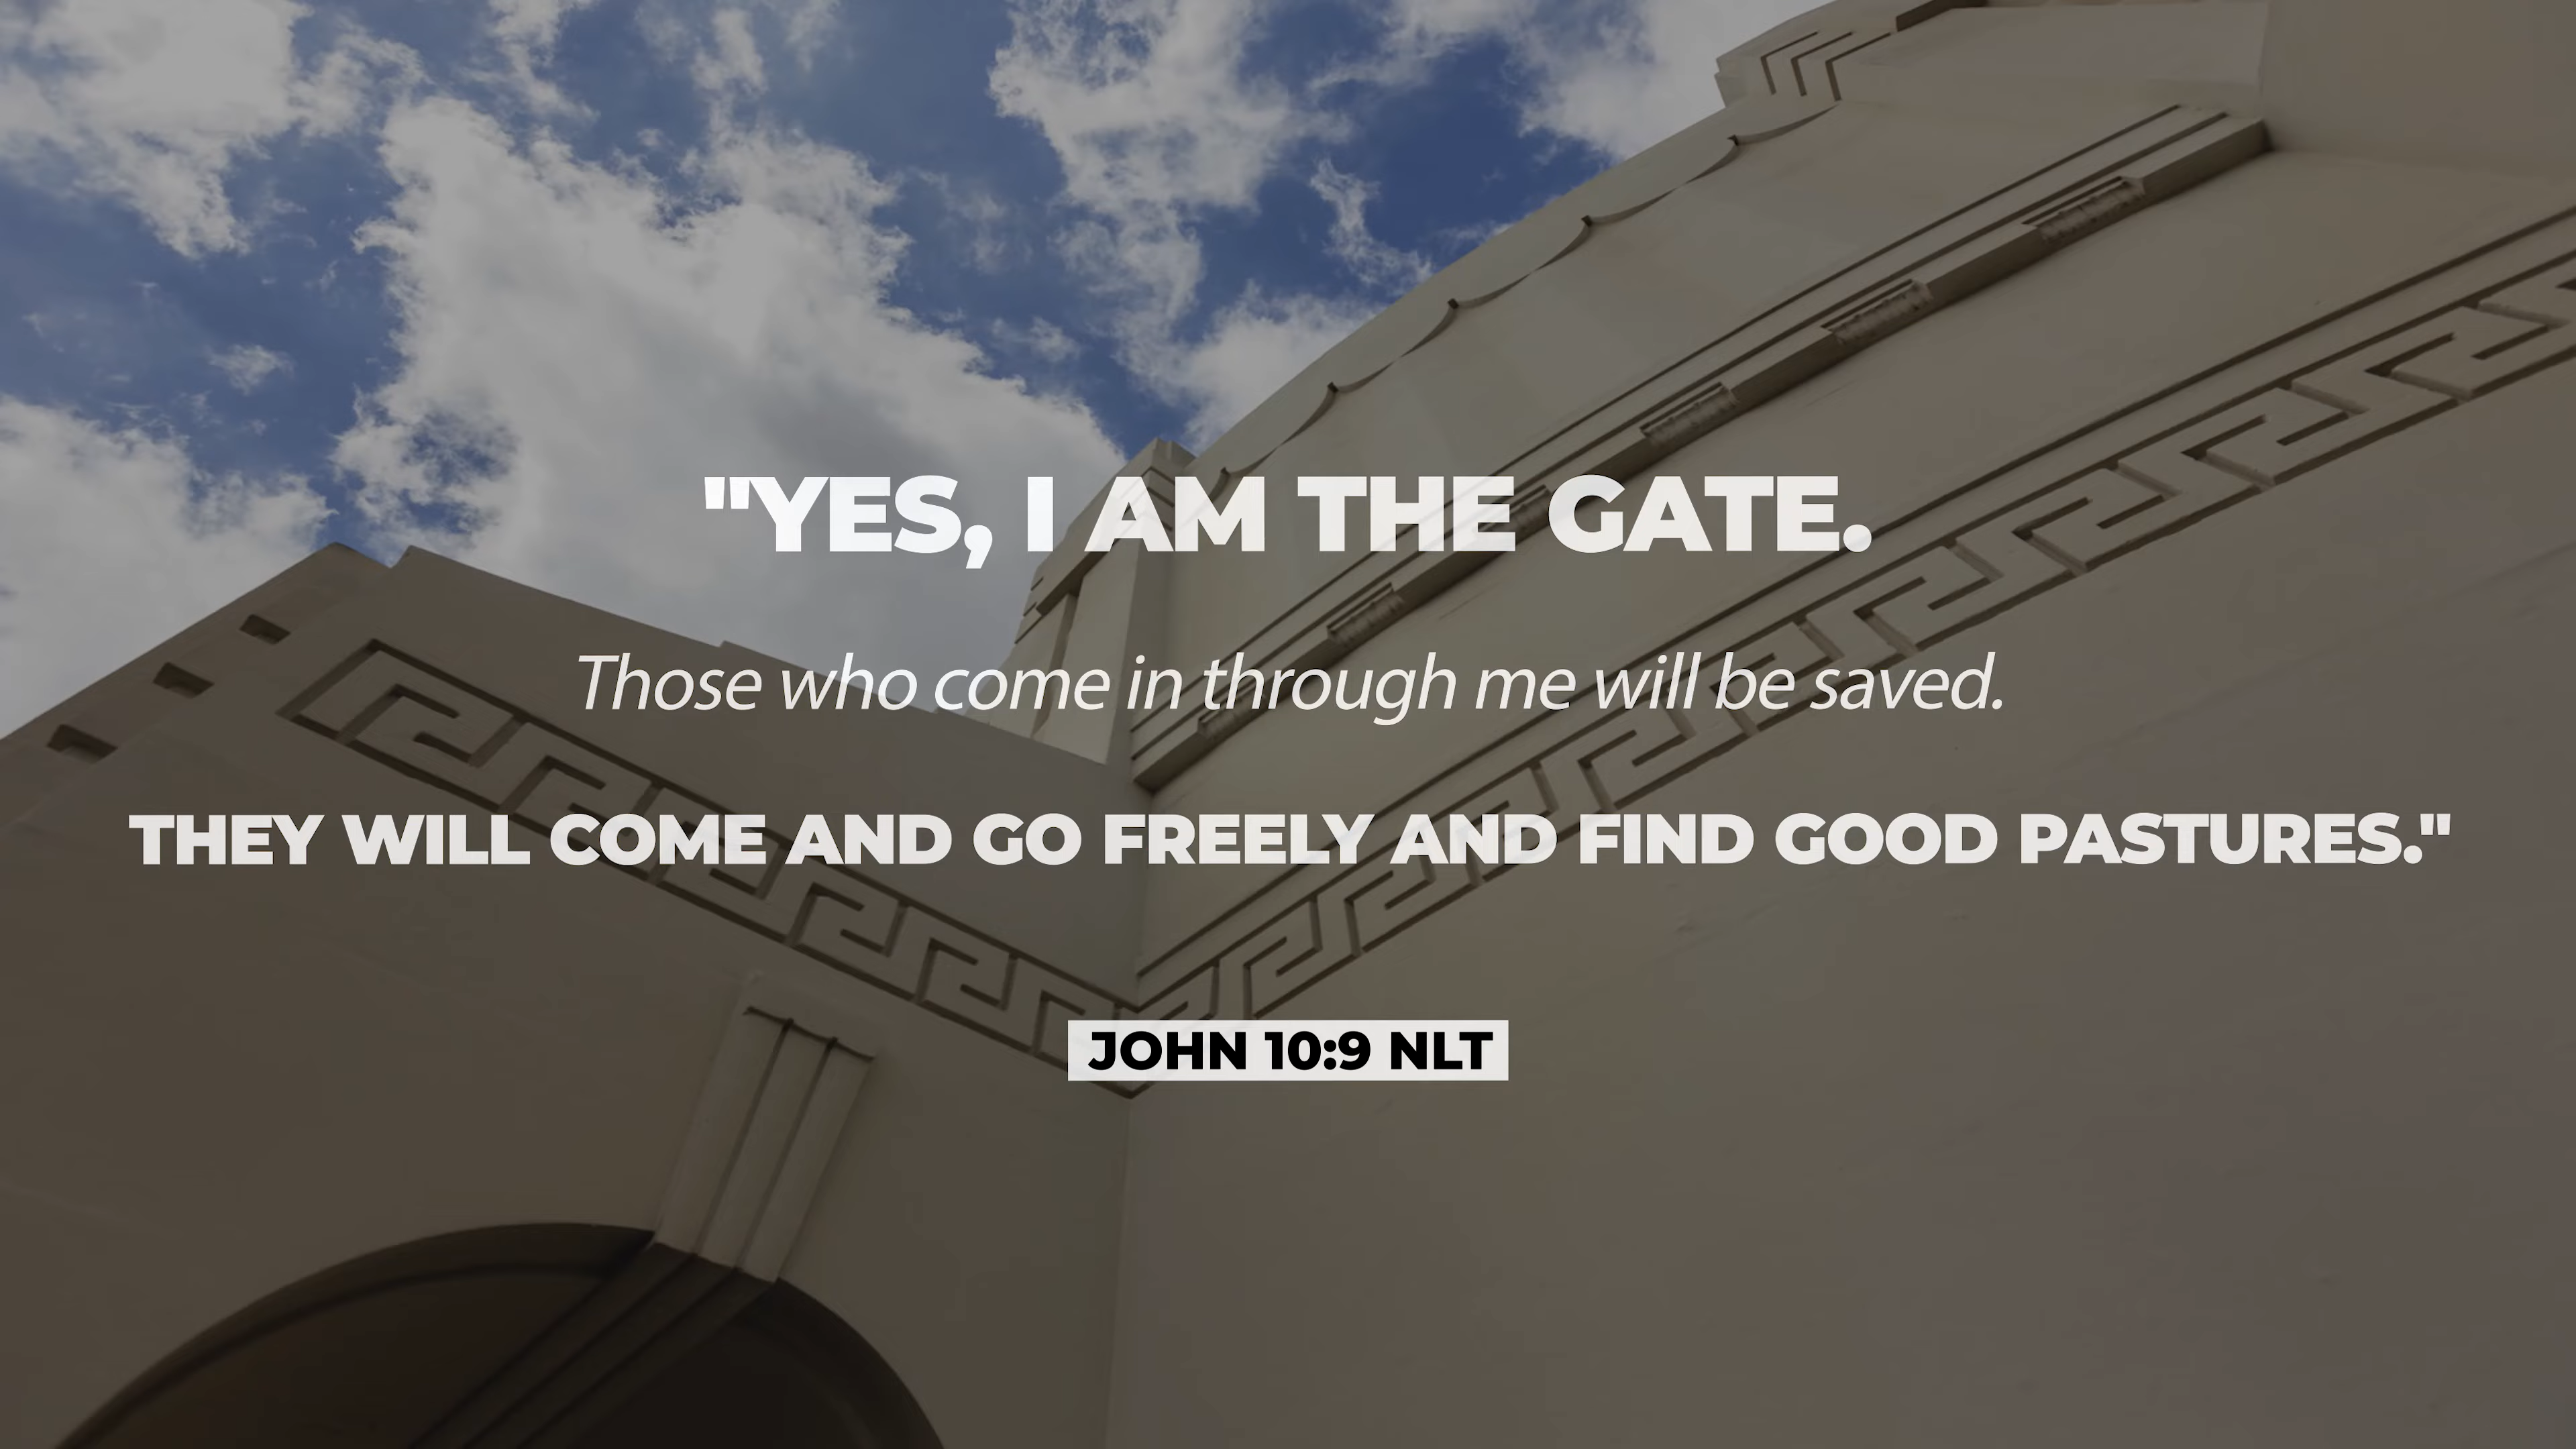 "YES, I AM THE GATE.
Those who come in through me will be saved.
THEY WILL COME AND GO FREELY AND FIND GOOD PASTURES."
JOHN 10:9 NLT